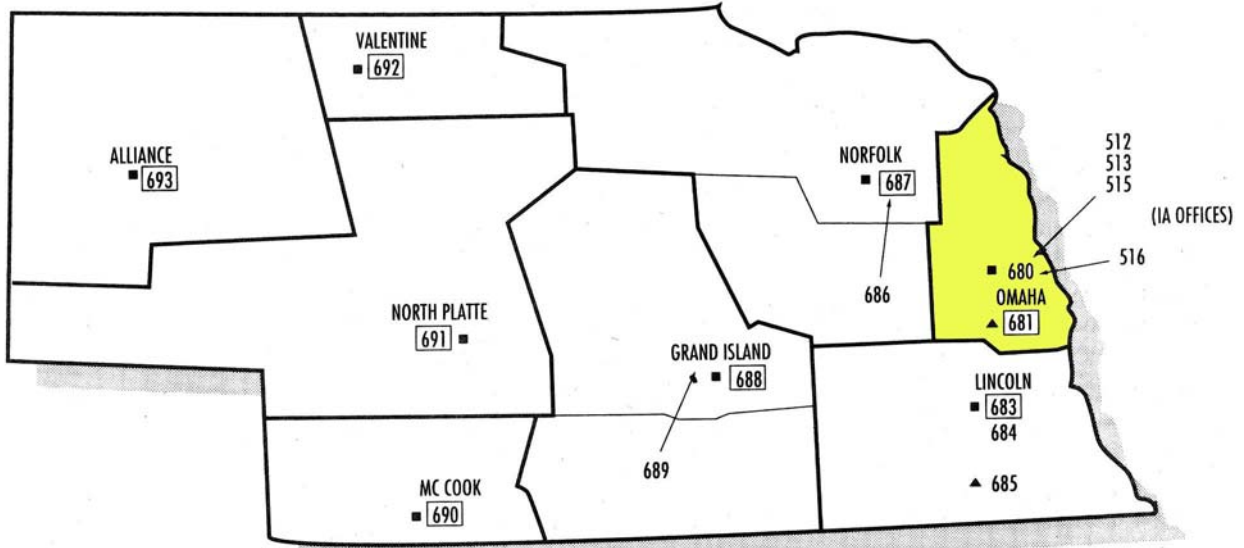 VALENTINE
692
ALLIANCE
693
NORFOLK
687
686
512
513
515
(IA OFFICES)
516
680
OMAHA
681
NORTH PLATTE
691
GRAND ISLAND
688
689
LINCOLN
683
684
685
MC COOK
690